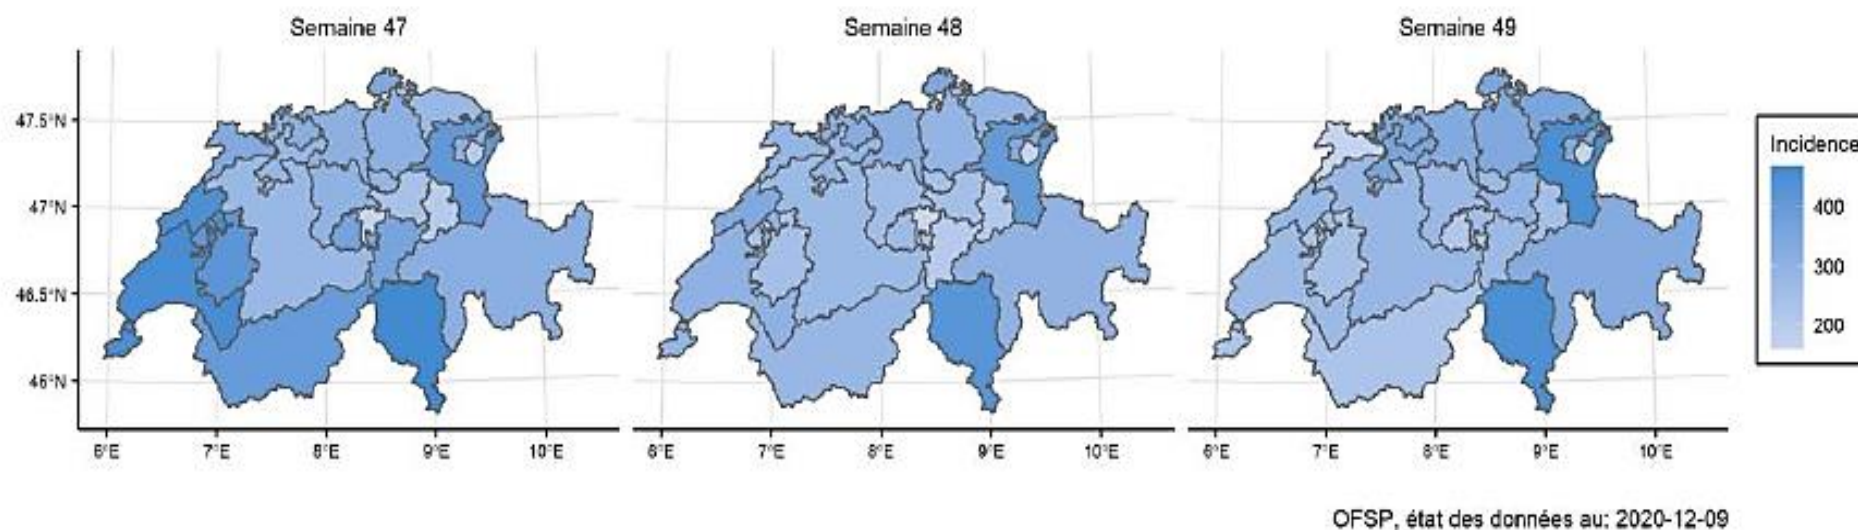 Semaine 47
Semaine 48
Semaine 49
47.5°N
47°N
46.5°N
46°N
6°E 7°E 8°E 9°E 10°E
6°E 7°E 8°E 9°E 10°E
6°E 7°E 8°E 9°E 10°E
Incidence
400
300
200
OFSP, état des données au: 2020-12-09